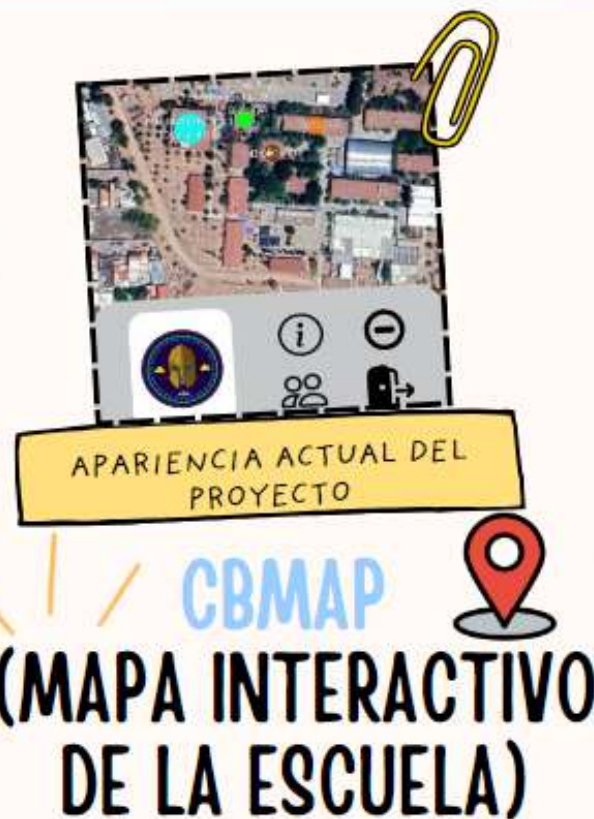 APARIENCIA ACTUAL DEL
PROYECTO
CBMAP
(MAPA INTERACTIVO
DE LA ESCUELA)